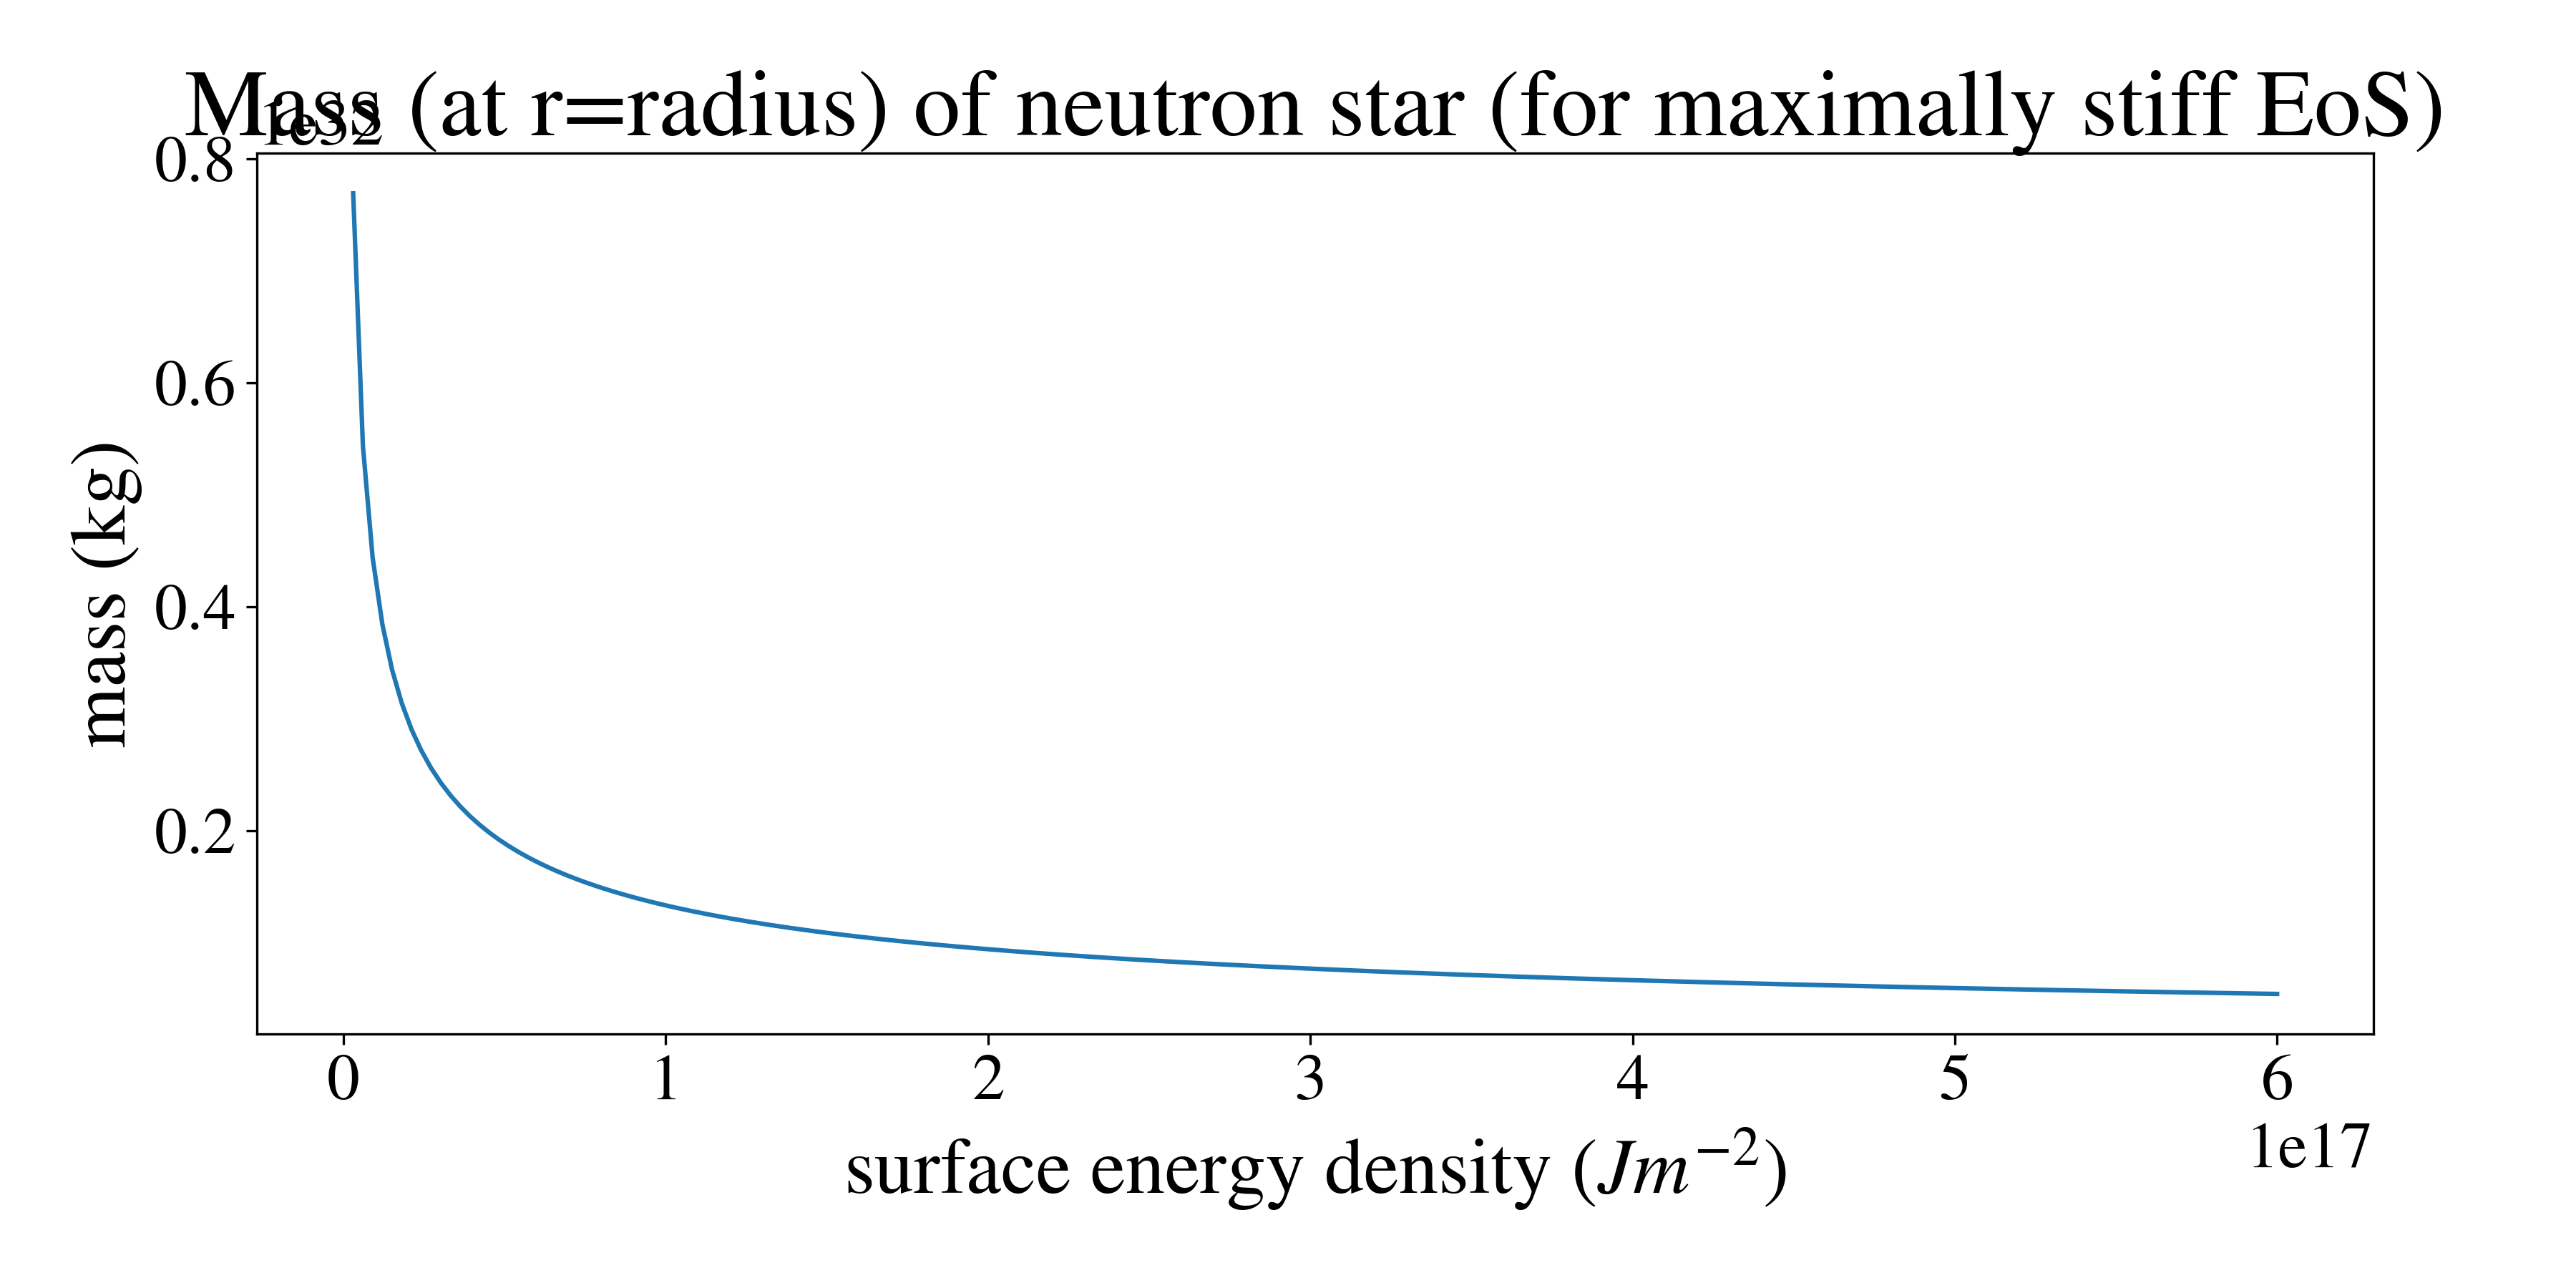 Mass (at r=radius) of neutron star (for maximally stiff EoS)
1e32
0.8
0.6
0.4
0.2
mass (kg)
0 1 2 3 4 5 6
1e17
surface energy density (Jm⁻²)